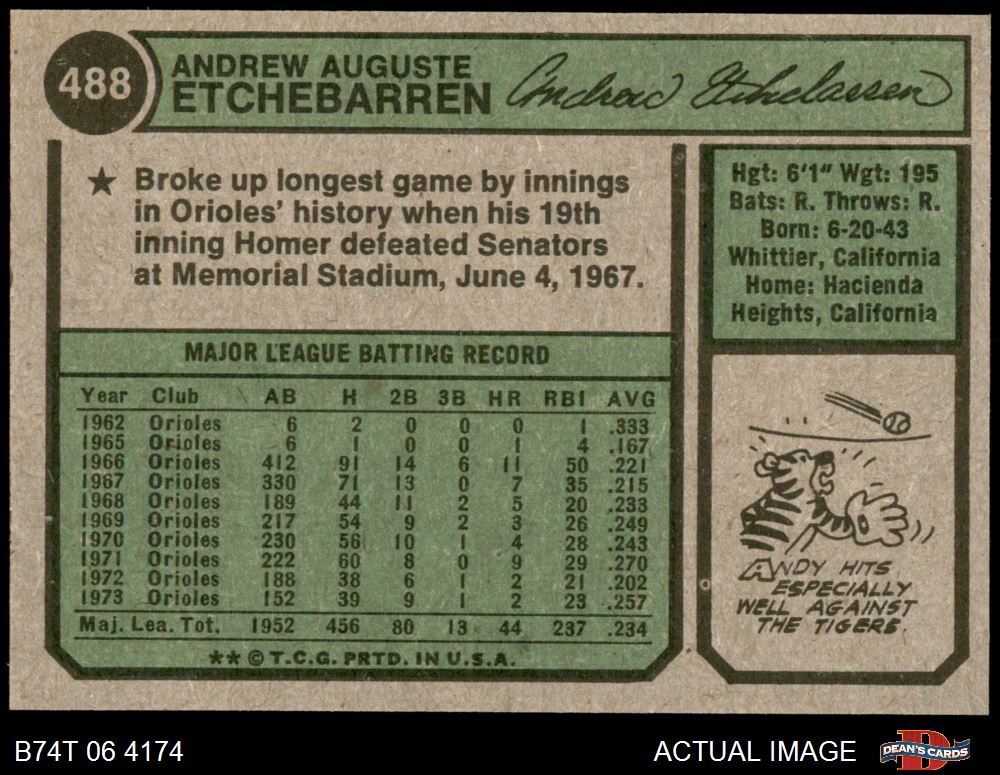 488
ANDREW AUGUSTE
ETCHEBARREN
Andrew Etchebarren
★ Broke up longest game by innings
in Orioles' history when his 19th
inning Homer defeated Senators
at Memorial Stadium, June 4, 1967.
Hgt: 6'1" Wgt: 195
Bats: R. Throws: R.
Born: 6-20-43
Whittier, California
Home: Hacienda
Heights, California
MAJOR LEAGUE BATTING RECORD
Year Club AB H 2B 3B HR RBI AVG
1962 Orioles 6 2 0 0 0 1 .333
1965 Orioles 6 1 0 0 1 4 .167
1966 Orioles 412 91 14 6 11 50 .221
1967 Orioles 330 71 13 0 7 35 .215
1968 Orioles 189 44 11 2 5 20 .233
1969 Orioles 217 54 9 2 3 26 .249
1970 Orioles 230 56 10 1 4 28 .243
1971 Orioles 222 60 8 0 9 29 .270
1972 Orioles 188 38 6 1 2 21 .202
1973 Orioles 152 39 9 1 2 23 .257
Maj. Lea. Tot. 1952 456 80 13 44 237 .234
** © T.C.G. PRTD. IN U.S.A.
ANDY HITS
ESPECIALLY
WELL AGAINST
THE TIGERS.
B74T 06 4174
ACTUAL IMAGE
DEAN'S CARDS